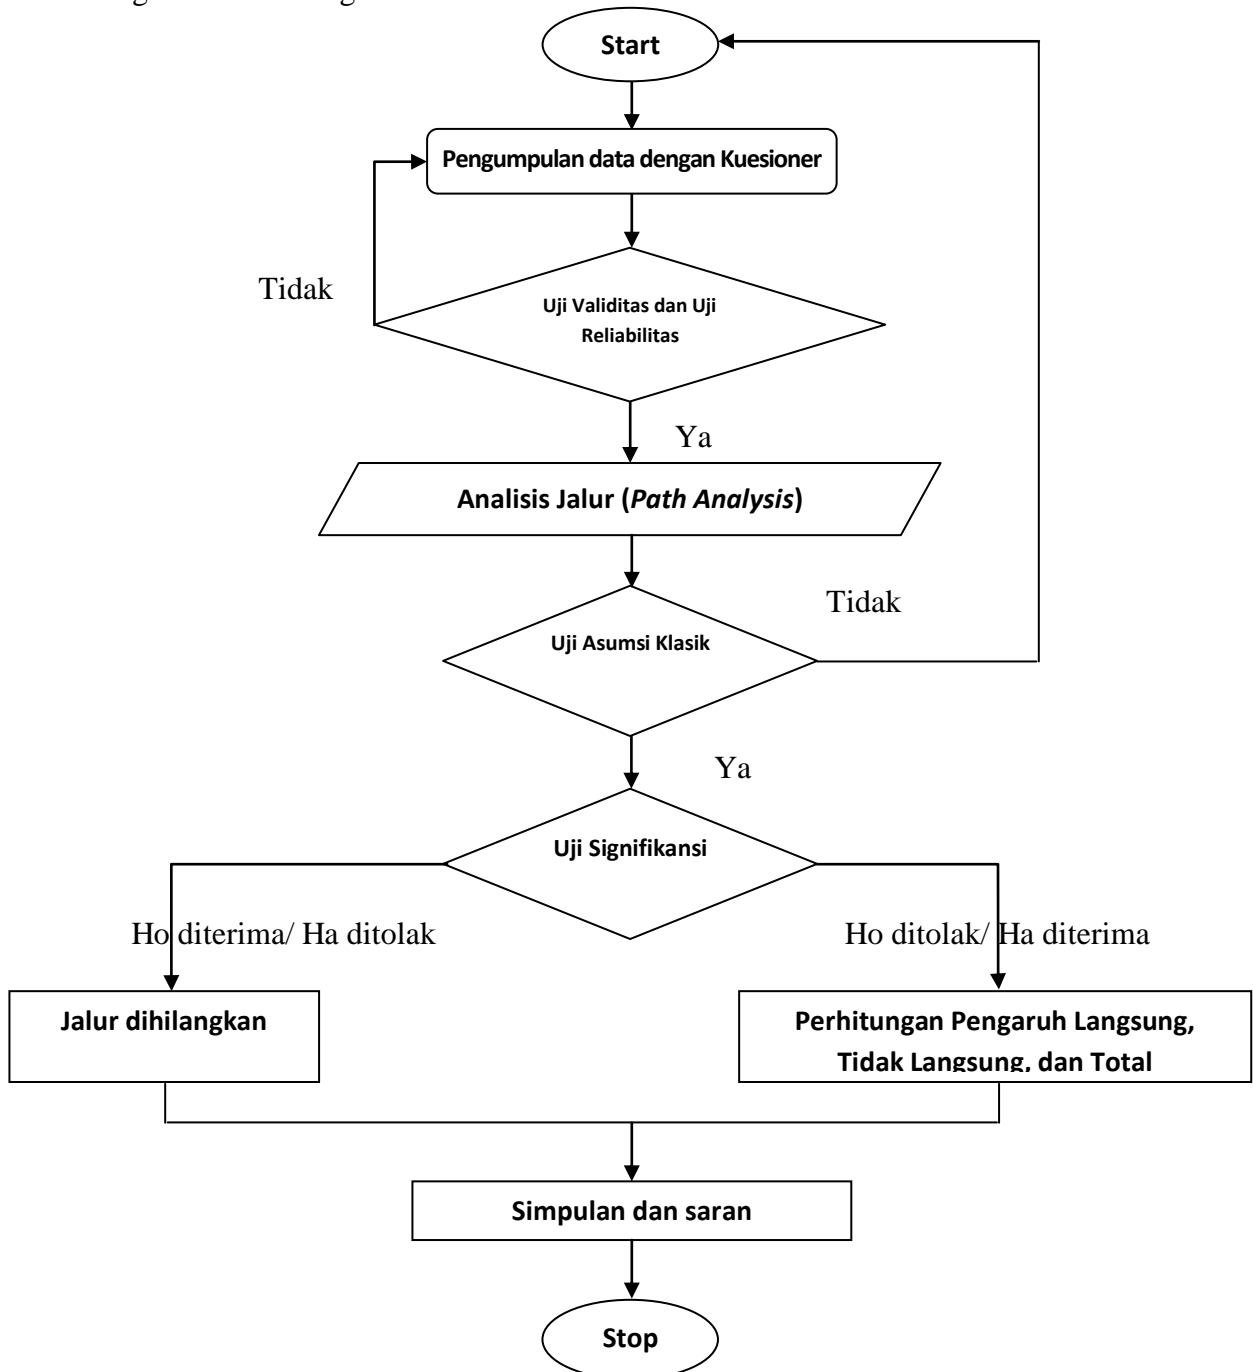 Start
Pengumpulan data dengan Kuesioner
Tidak
Uji Validitas dan Uji
Reliabilitas
Ya
Analisis Jalur (Path Analysis)
Tidak
Uji Asumsi Klasik
Ya
Uji Signifikansi
Ho diterima/ Ha ditolak
Ho ditolak/ Ha diterima
Jalur dihilangkan
Perhitungan Pengaruh Langsung,
Tidak Langsung, dan Total
Simpulan dan saran
Stop